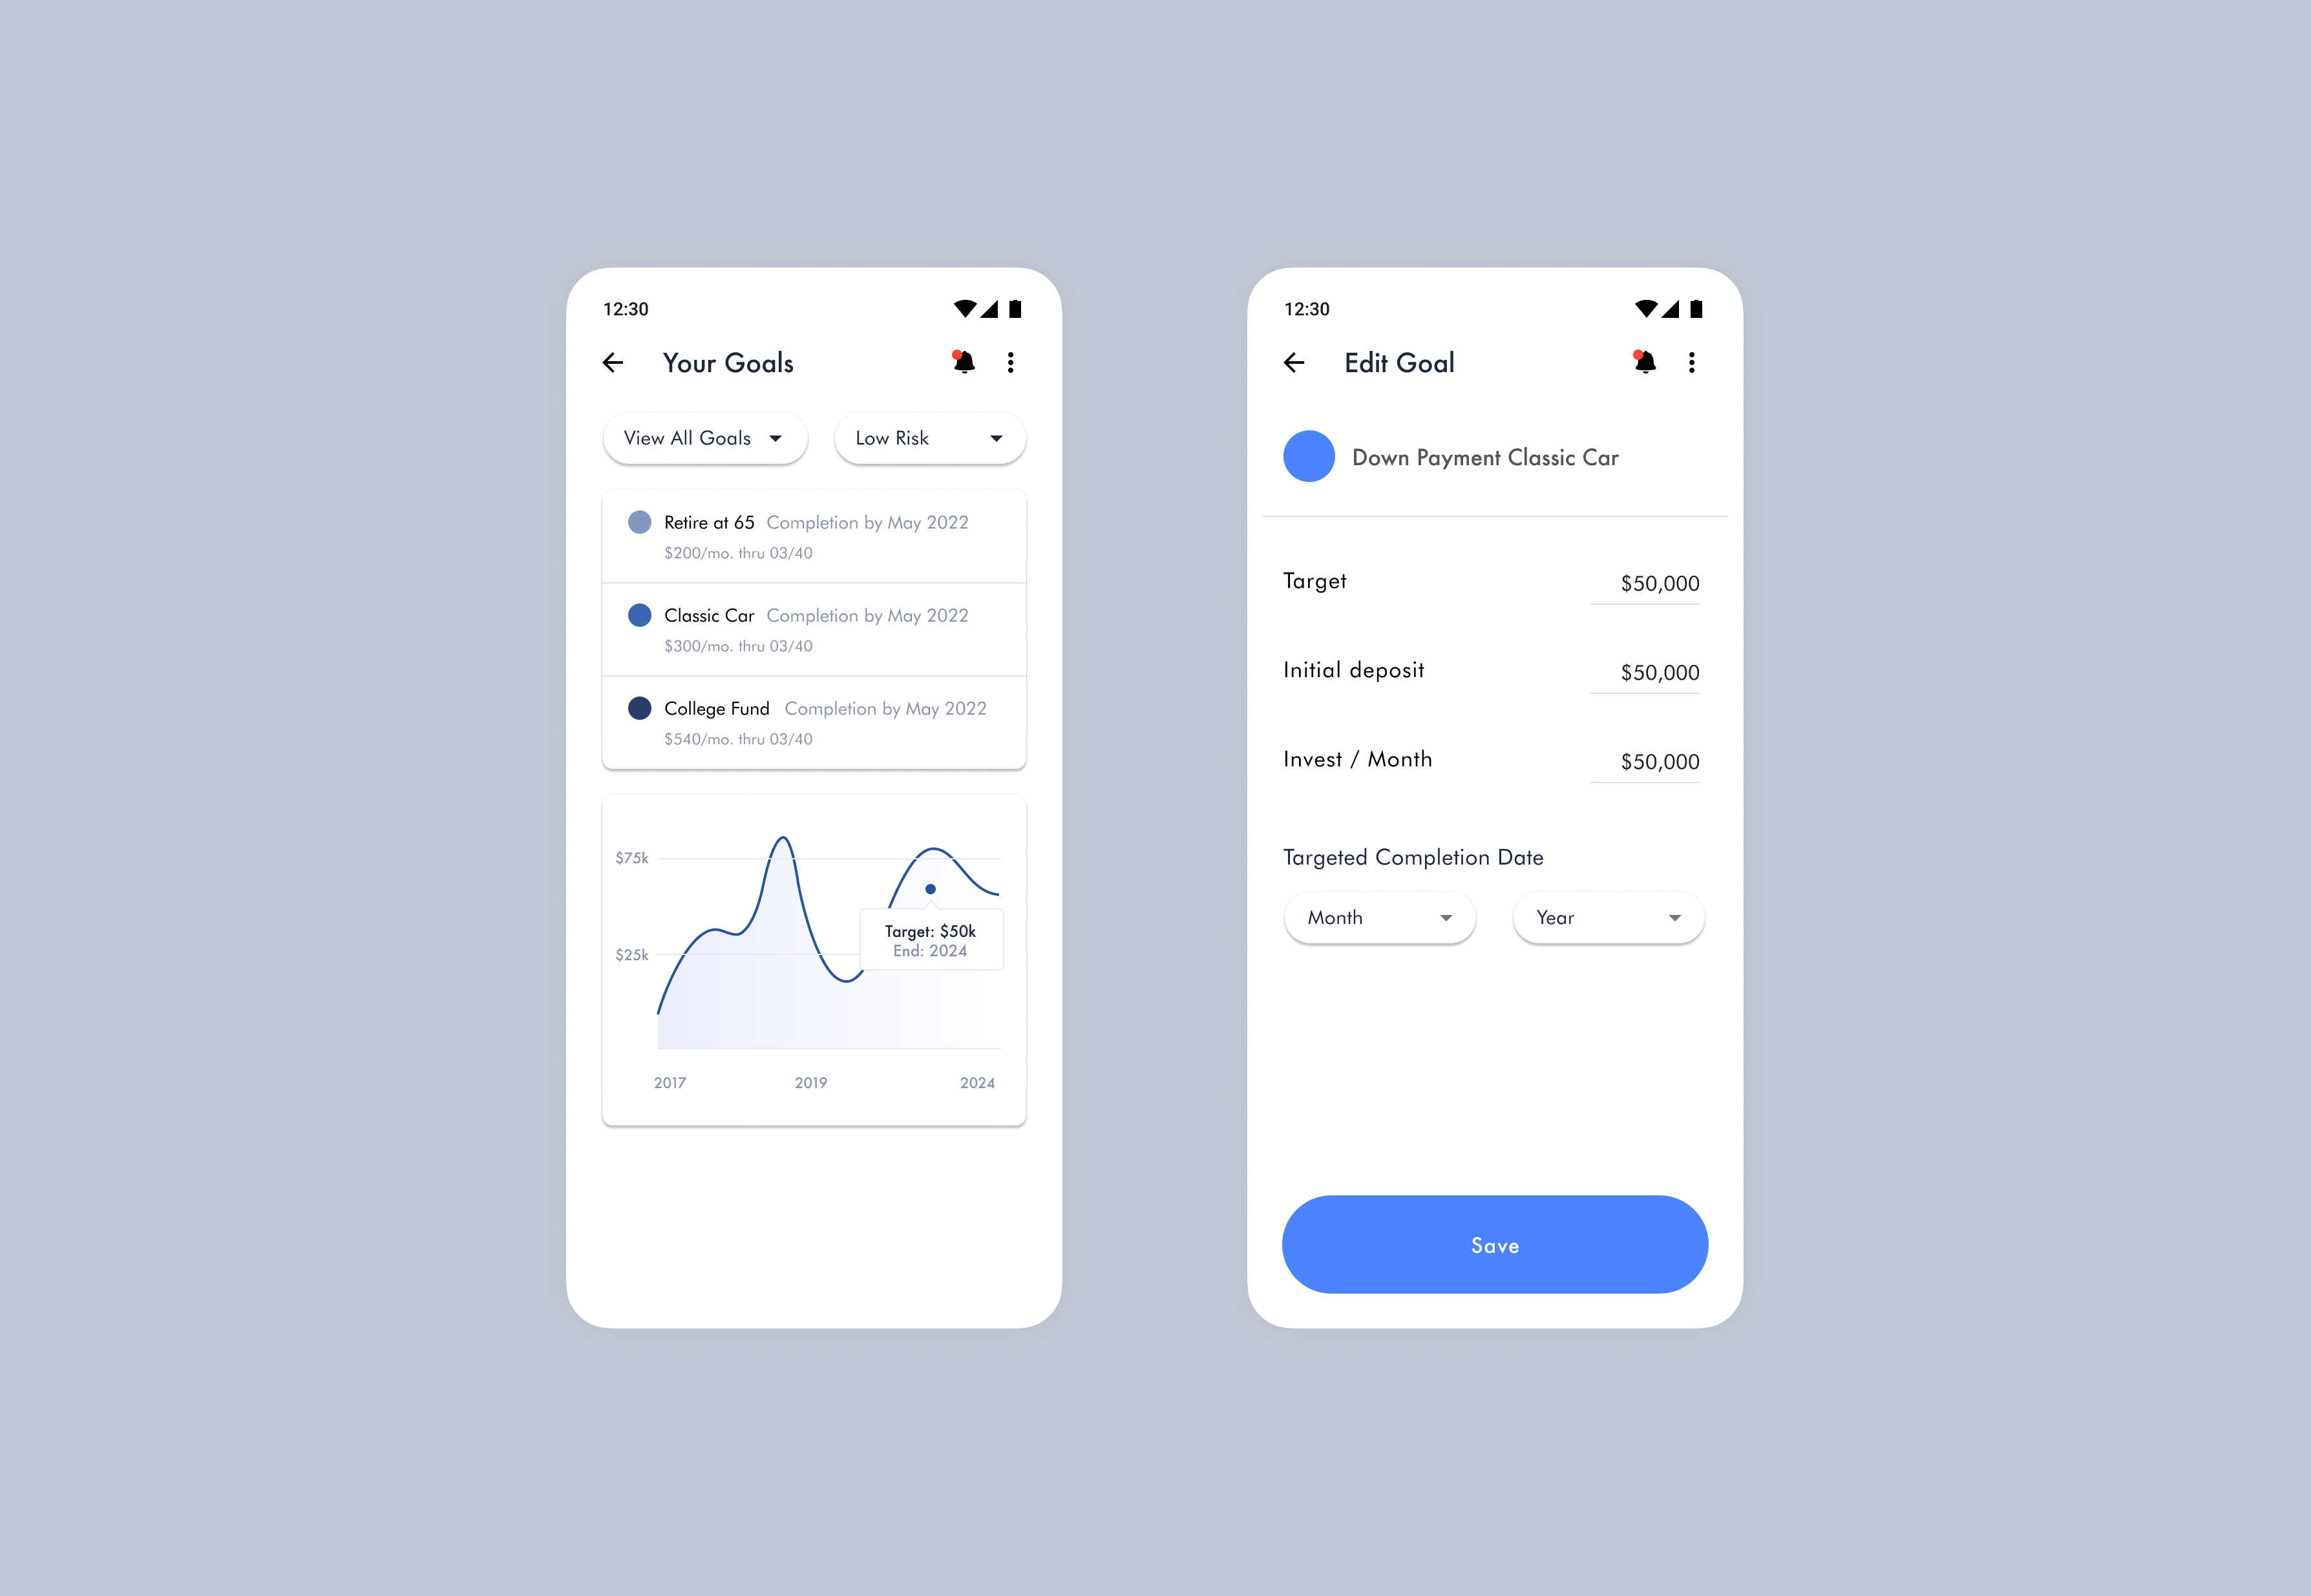 12:30
Your Goals
View All Goals
Low Risk
Retire at 65 Completion by May 2022
$200/mo. thru 03/40
Classic Car Completion by May 2022
$300/mo. thru 03/40
College Fund Completion by May 2022
$540/mo. thru 03/40
$75k
$25k
Target: $50k
End: 2024
2017 2019 2024
12:30
Edit Goal
Down Payment Classic Car
Target $50,000
Initial deposit $50,000
Invest / Month $50,000
Targeted Completion Date
Month
Year
Save